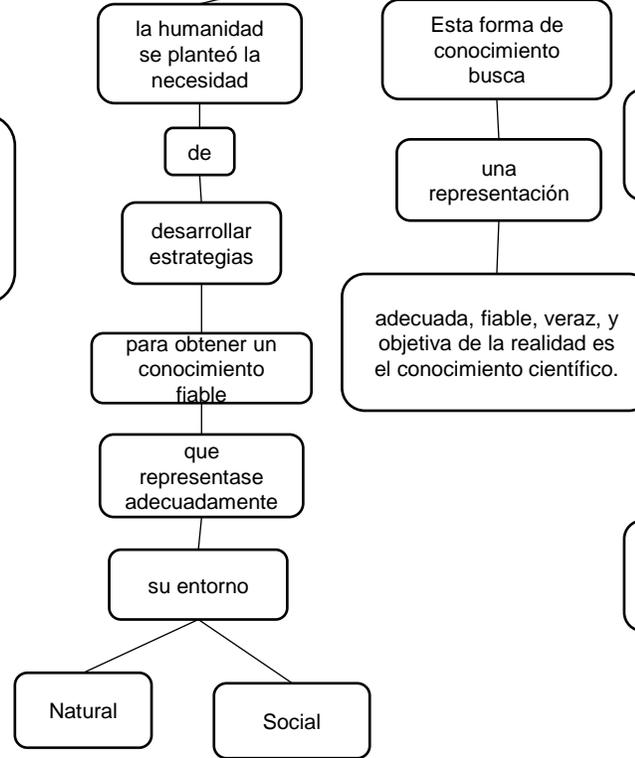 la humanidad
se planteó la
necesidad
de
desarrollar
estrategias
para obtener un
conocimiento
fiable
que
representase
adecuadamente
su entorno
Natural
Social
Esta forma de
conocimiento
busca
una
representación
adecuada, fiable, veraz, y
objetiva de la realidad es
el conocimiento científico.